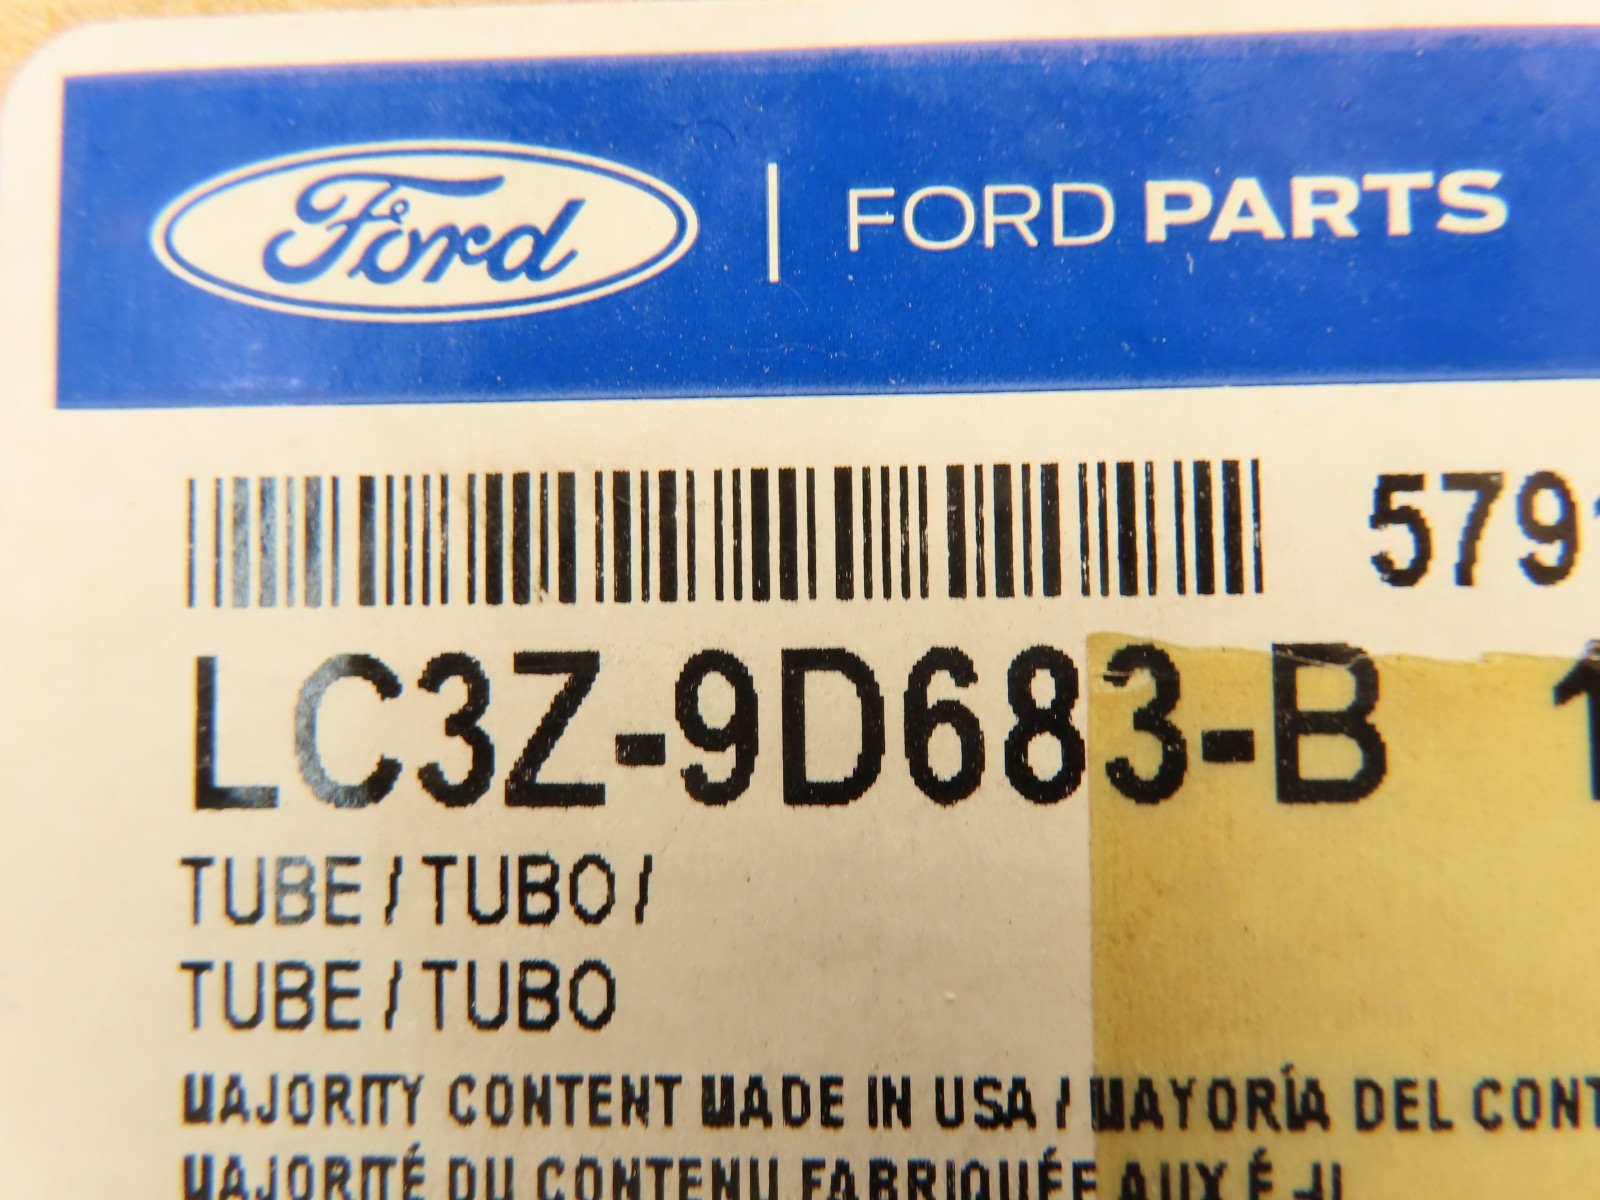 Ford | FORD PARTS
579
LC3Z-9D683-B 1
TUBE / TUBO /
TUBE / TUBO
MAJORITY CONTENT MADE IN USA / MAYORÍA DEL CONT
MAJORITÉ DU CONTENU FABRIQUÉE AUX É.-U.